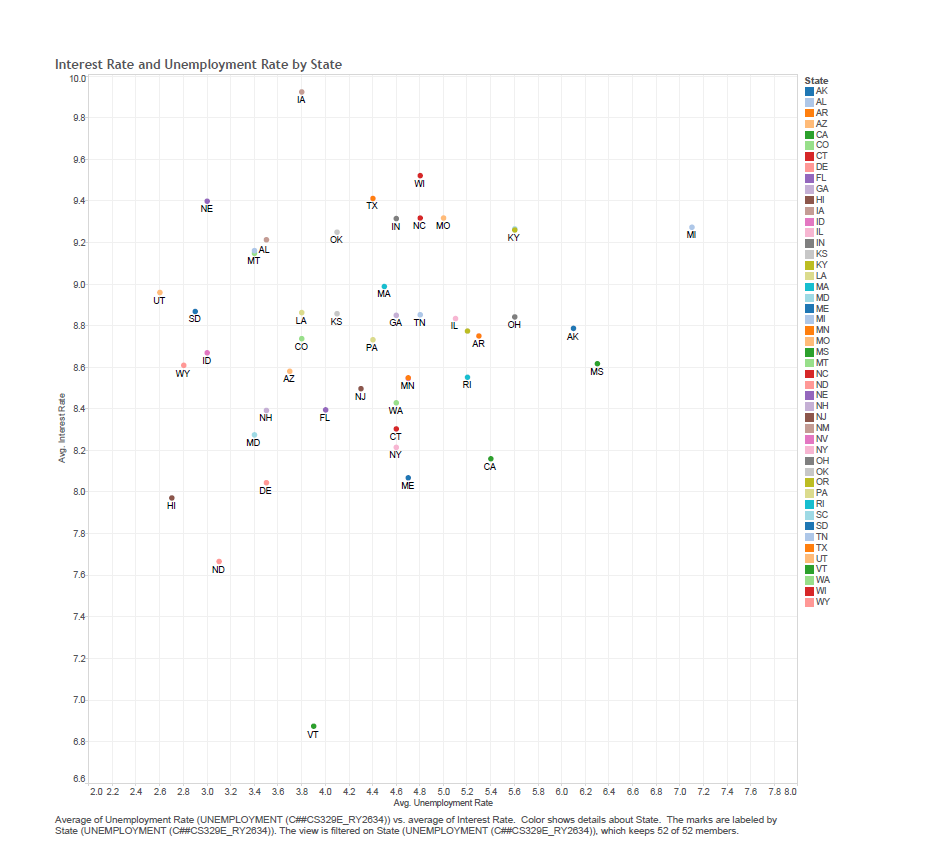 Interest Rate and Unemployment Rate by State
State
10.0
9.8
9.6
9.4
9.2
9.0
8.8
8.6
8.4
8.2
8.0
7.8
7.6
7.4
7.2
7.0
6.8
6.6
Avg. Interest Rate
IA
WI
NE
TX
IN NC MO
OK
KY
MI
AL
MT
MA
UT
SD
LA
KS
GA TN
IL
OH
AK
CO
PA
AR
ID
WY
AZ
MN
RI
MS
NJ
NH
FL
WA
MD
CT
NY
CA
DE
ME
HI
ND
VT
2.0 2.2 2.4 2.6 2.8 3.0 3.2 3.4 3.6 3.8 4.0 4.2 4.4 4.6 4.8 5.0 5.2 5.4 5.6 5.8 6.0 6.2 6.4 6.6 6.8 7.0 7.2 7.4 7.6 7.8 8.0
Avg. Unemployment Rate
AK
AL
AR
AZ
CA
CO
CT
DE
FL
GA
HI
IA
ID
IL
IN
KS
KY
LA
MA
MD
ME
MI
MN
MO
MS
MT
NC
ND
NE
NH
NJ
NM
NV
NY
OH
OK
OR
PA
RI
SC
SD
TN
TX
UT
VT
WA
WI
WY
Average of Unemployment Rate (UNEMPLOYMENT (C##CS329E_RY2634)) vs. average of Interest Rate.  Color shows details about State.  The marks are labeled by
State (UNEMPLOYMENT (C##CS329E_RY2634)). The view is filtered on State (UNEMPLOYMENT (C##CS329E_RY2634)), which keeps 52 of 52 members.